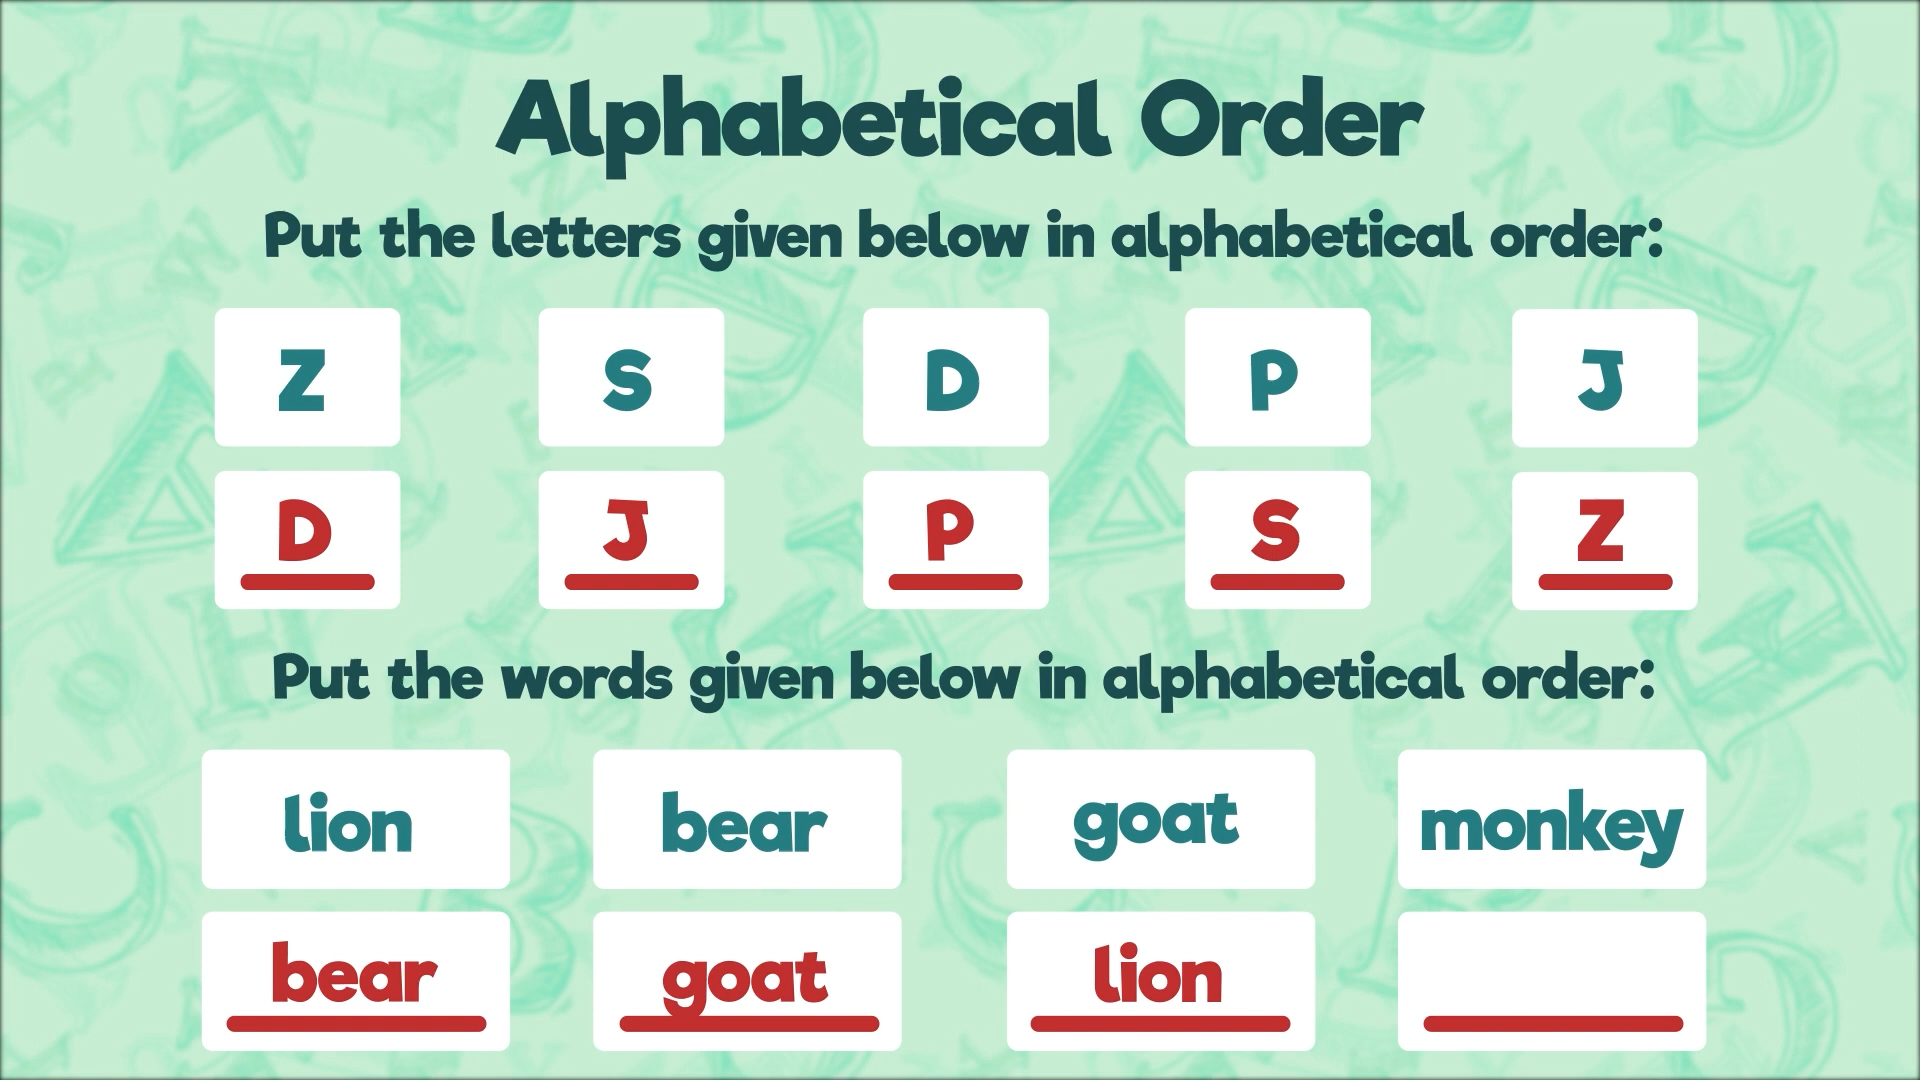 Alphabetical Order
Put the letters given below in alphabetical order:
Z S D P J
D J P S Z
Put the words given below in alphabetical order:
lion bear goat monkey
bear goat lion